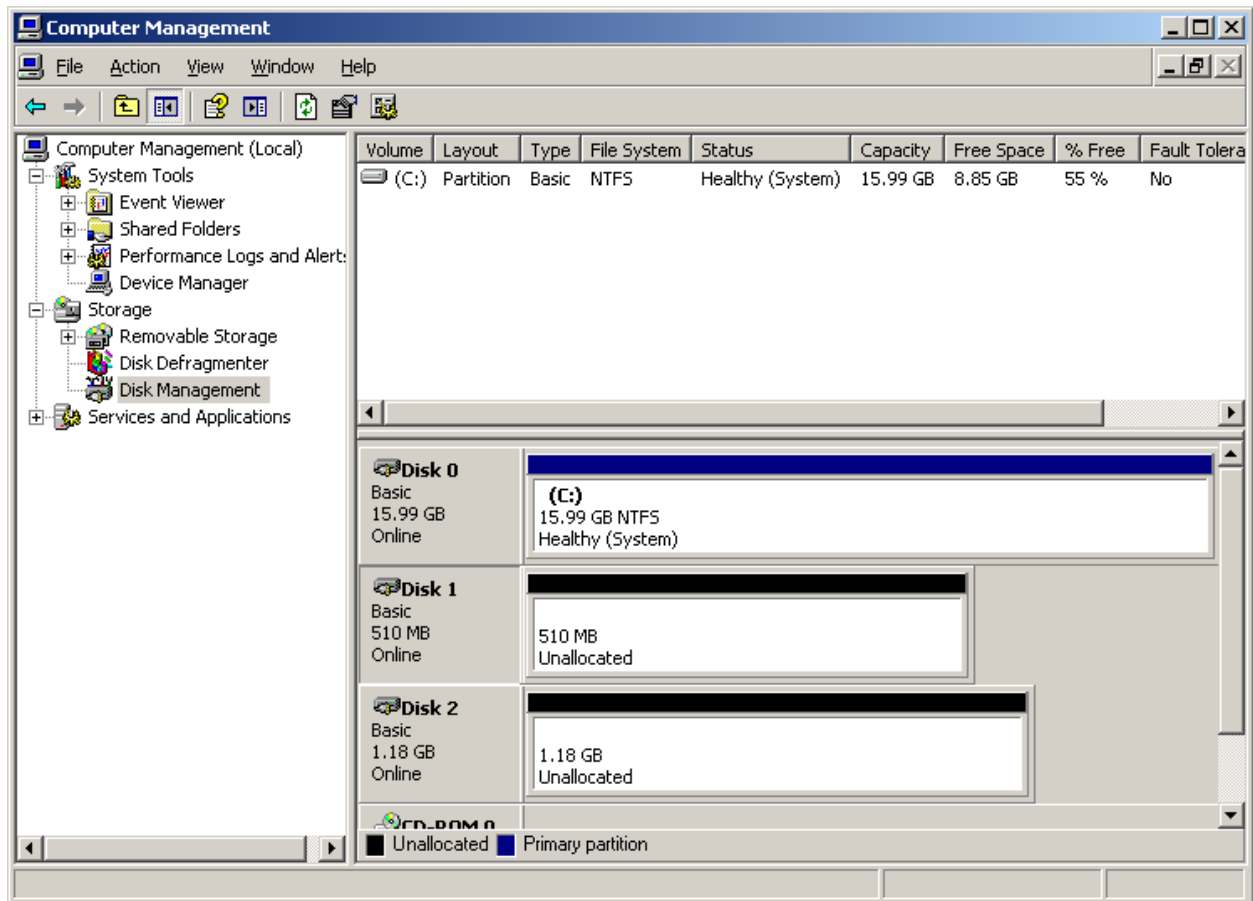 Computer Management
File Action View Window Help
Computer Management (Local)
System Tools
Event Viewer
Shared Folders
Performance Logs and Alert:
Device Manager
Storage
Removable Storage
Disk Defragmenter
Disk Management
Services and Applications
Volume Layout Type File System Status Capacity Free Space % Free Fault Tolera
(C:) Partition Basic NTFS Healthy (System) 15.99 GB 8.85 GB 55 % No
Disk 0
Basic
15.99 GB
Online
(C:)
15.99 GB NTFS
Healthy (System)
Disk 1
Basic
510 MB
Online
510 MB
Unallocated
Disk 2
Basic
1.18 GB
Online
1.18 GB
Unallocated
CD-ROM 0
Unallocated Primary partition